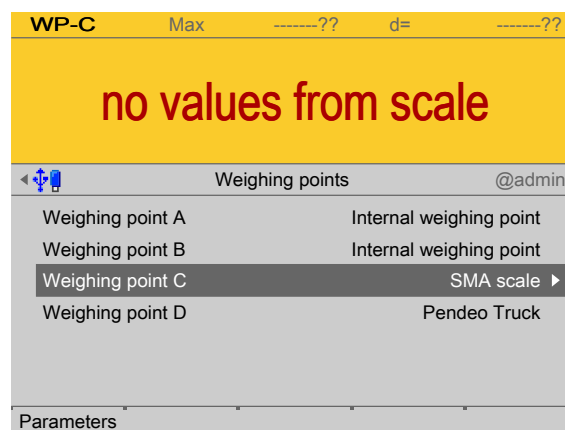 WP-C Max -------?? d= -------??
no values from scale
Weighing points @admin
Weighing point A Internal weighing point
Weighing point B Internal weighing point
Weighing point C SMA scale
Weighing point D Pendeo Truck
Parameters